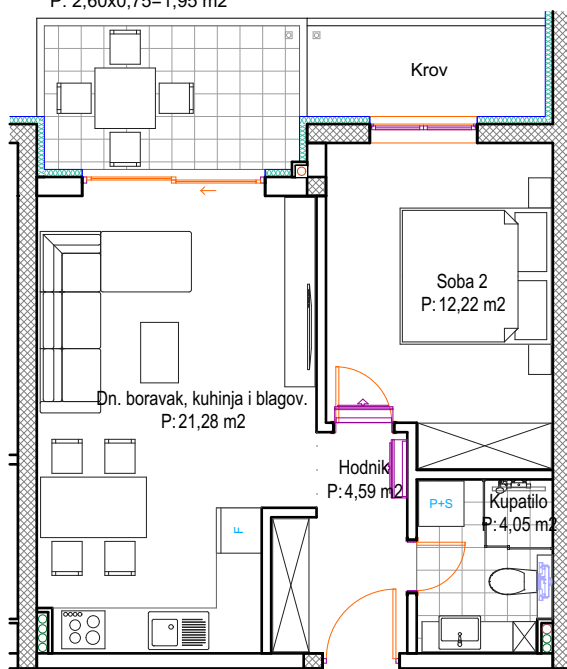 P: 2,60x0,75=1,95 m2
Krov
Soba 2
P: 12,22 m2
Dn. boravak, kuhinja i blagov.
P: 21,28 m2
Hodnik
P: 4,59 m2
P+S
Kupatilo
P: 4,05 m2
F